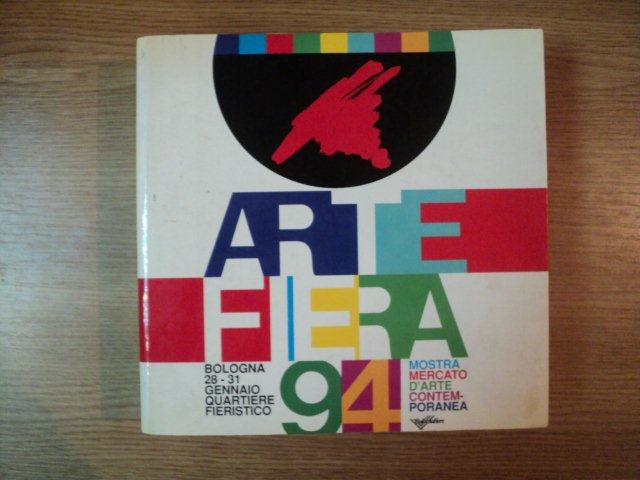 ARTE
FIERA
94
BOLOGNA
28 - 31
GENNAIO
QUARTIERE
FIERISTICO
MOSTRA
MERCATO
D'ARTE
CONTEM-
PORANEA